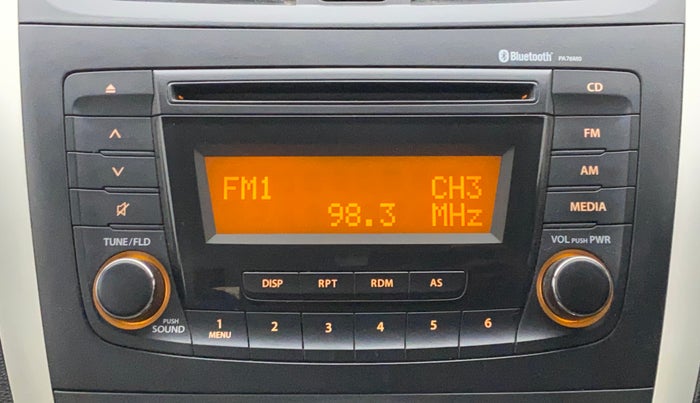 Bluetooth PA76M0
CD
FM1 CH3
98.3 MHz
FM
AM
MEDIA
TUNE/FLD
VOL PUSH PWR
DISP RPT RDM AS
PUSH
SOUND
1 2 3 4 5 6
MENU